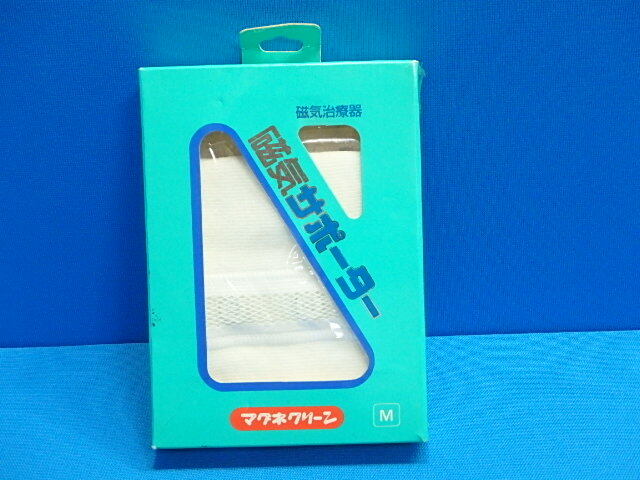 磁気治療器
磁気サポーター
マグネクリーン
M